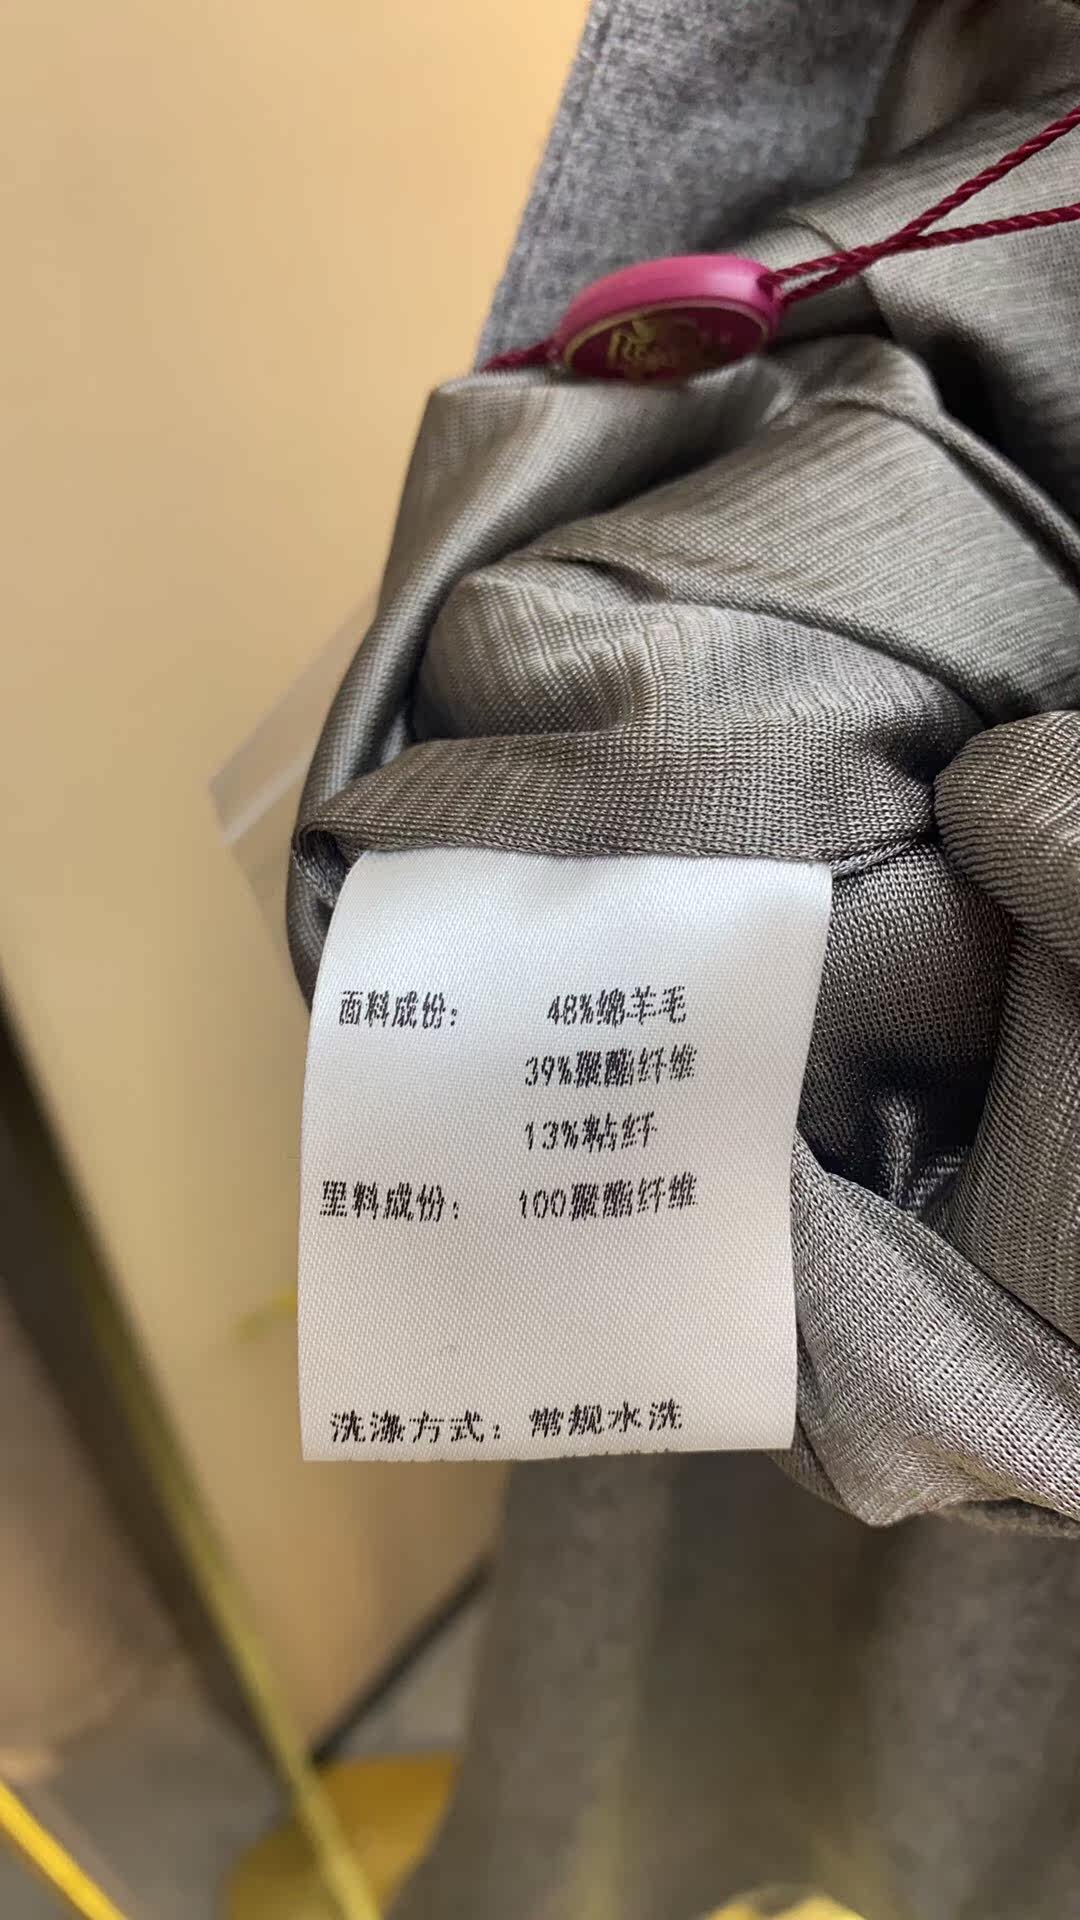 面料成份： 48%绵羊毛
39%聚酯纤维
13%粘纤
里料成份： 100聚酯纤维
洗涤方式：常规水洗